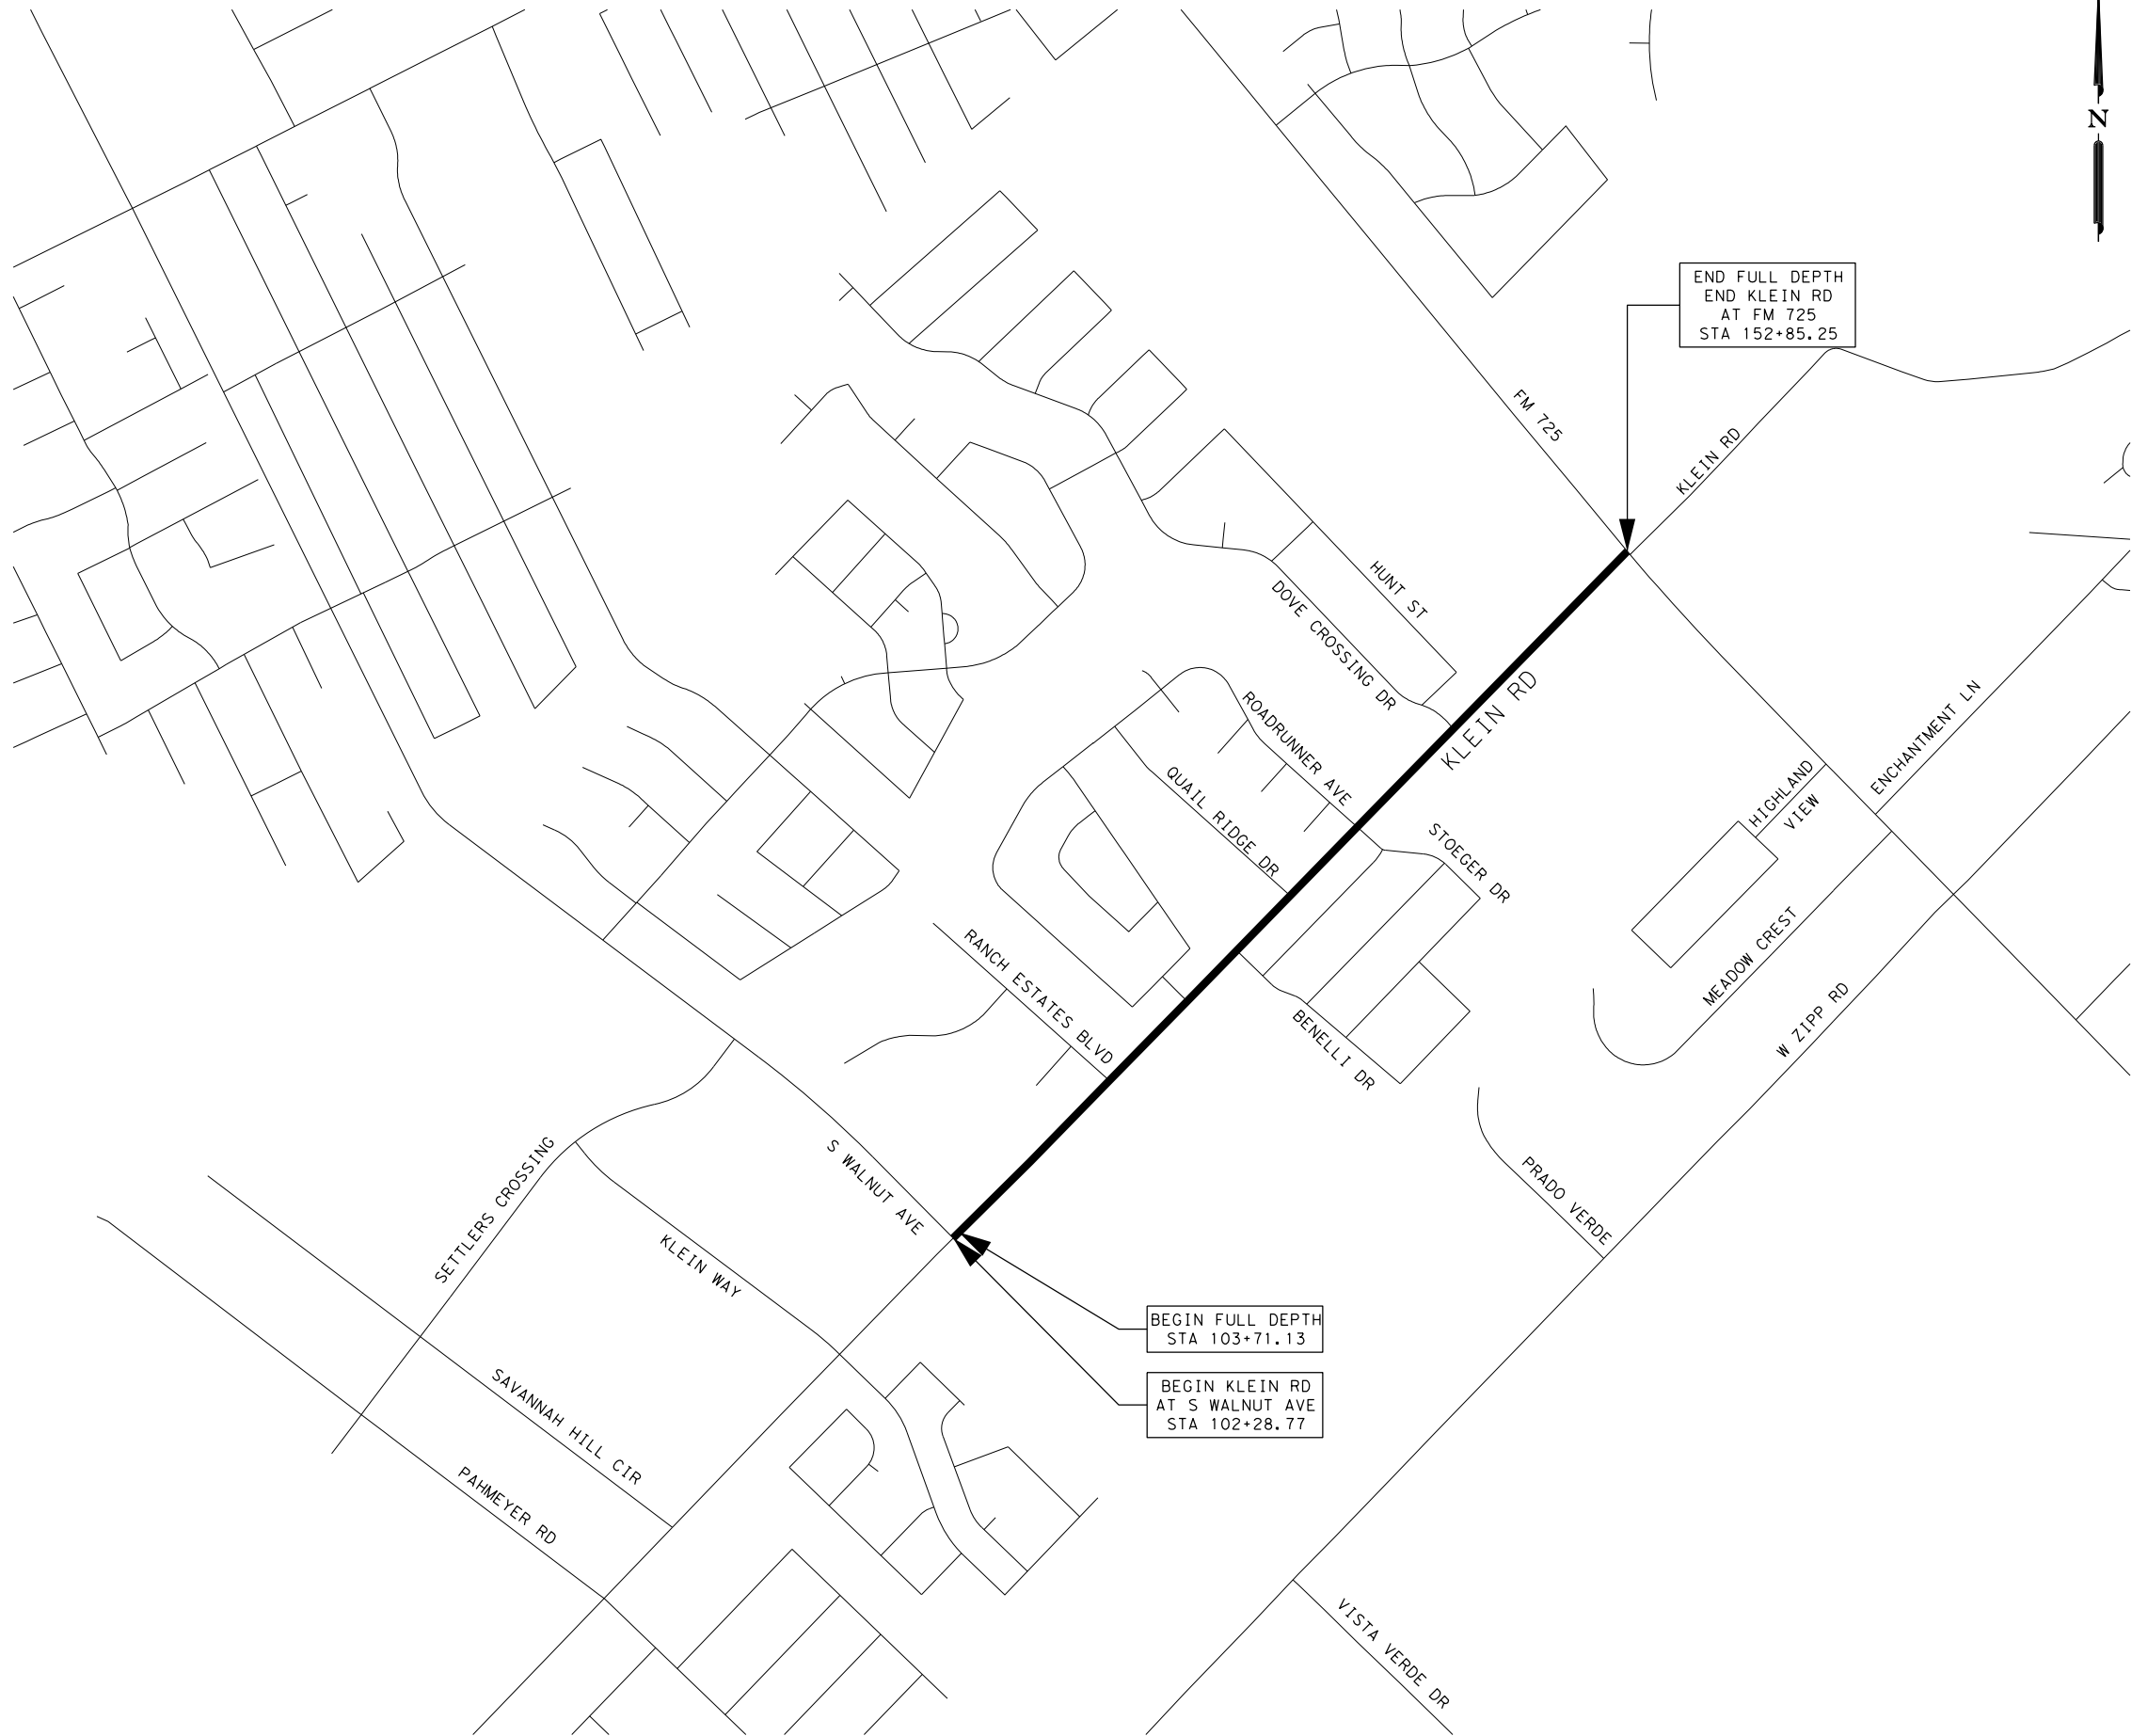 N
END FULL DEPTH
END KLEIN RD
AT FM 725
STA 152+85.25
FM 725
KLEIN RD
HUNT ST
DOVE CROSSING DR
KLEIN RD
ROADRUNNER AVE
QUAIL RIDGE DR
ENCHANTMENT LN
HIGHLAND
VIEW
STOEGER DR
MEADOW CREST
RANCH ESTATES BLVD
BENELLI DR
W ZIPP RD
S WALNUT AVE
SETTLERS CROSSING
PRADO VERDE
KLEIN WAY
BEGIN FULL DEPTH
STA 103+71.13
BEGIN KLEIN RD
AT S WALNUT AVE
STA 102+28.77
SAVANNAH HILL CIR
PAHMEYER RD
VISTA VERDE DR